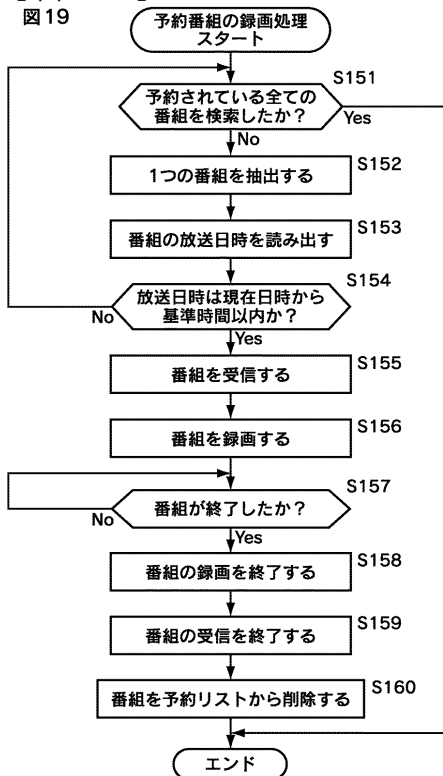 図19
予約番組の録画処理
スタート
S151
予約されている全ての
番組を検索したか？
Yes
No
S152
1つの番組を抽出する
S153
番組の放送日時を読み出す
S154
放送日時は現在日時から
基準時間以内か？
No
Yes
S155
番組を受信する
S156
番組を録画する
S157
番組が終了したか？
No
Yes
S158
番組の録画を終了する
S159
番組の受信を終了する
S160
番組を予約リストから削除する
エンド